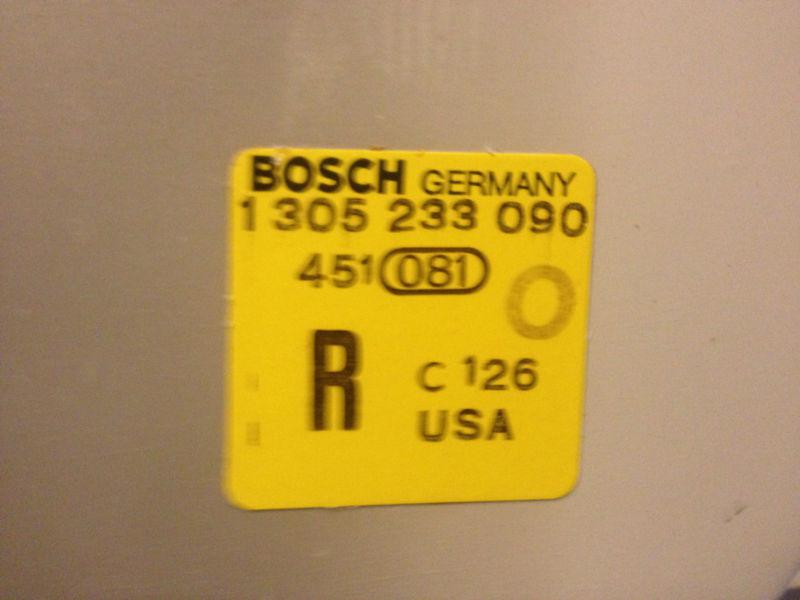 BOSCH GERMANY
1 305 233 090
451 081
R C 126
USA